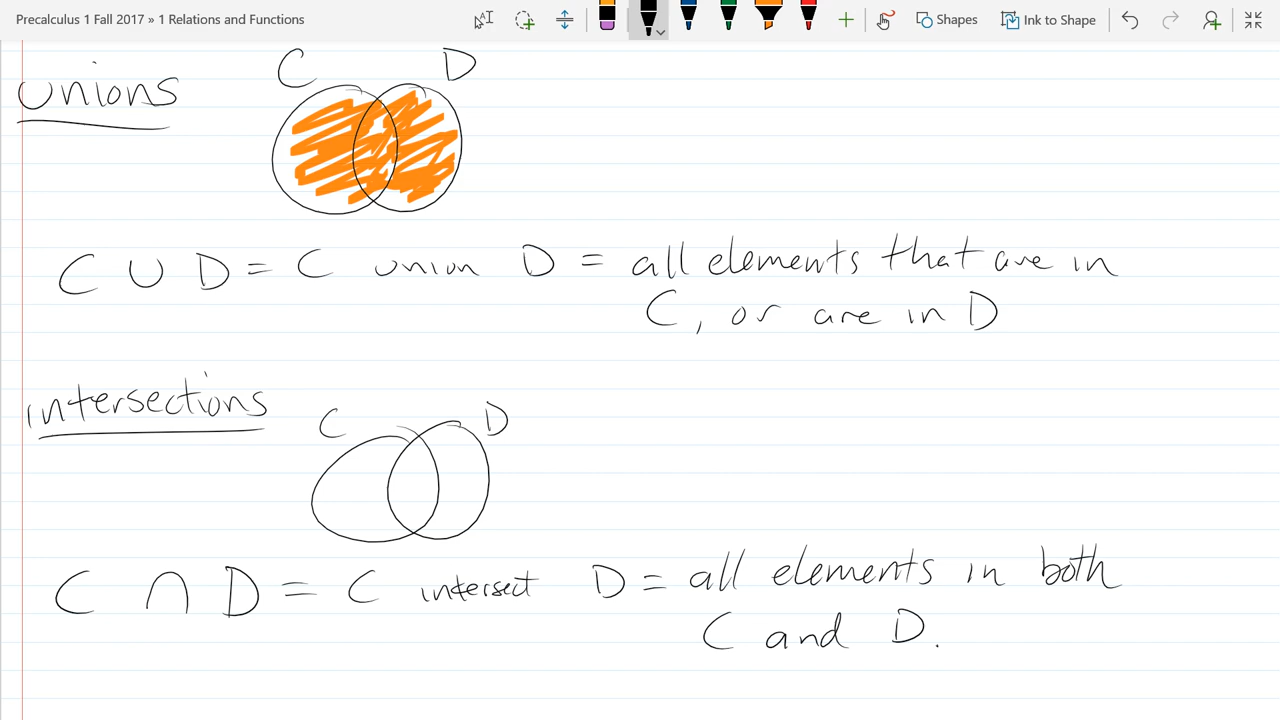 Precalculus 1 Fall 2017 » 1 Relations and Functions
Shapes
Ink to Shape
unions
C D
C ∪ D = C union D = all elements that are in
C, or are in D
intersections
C D
C ∩ D = C intersect D = all elements in both
C and D.